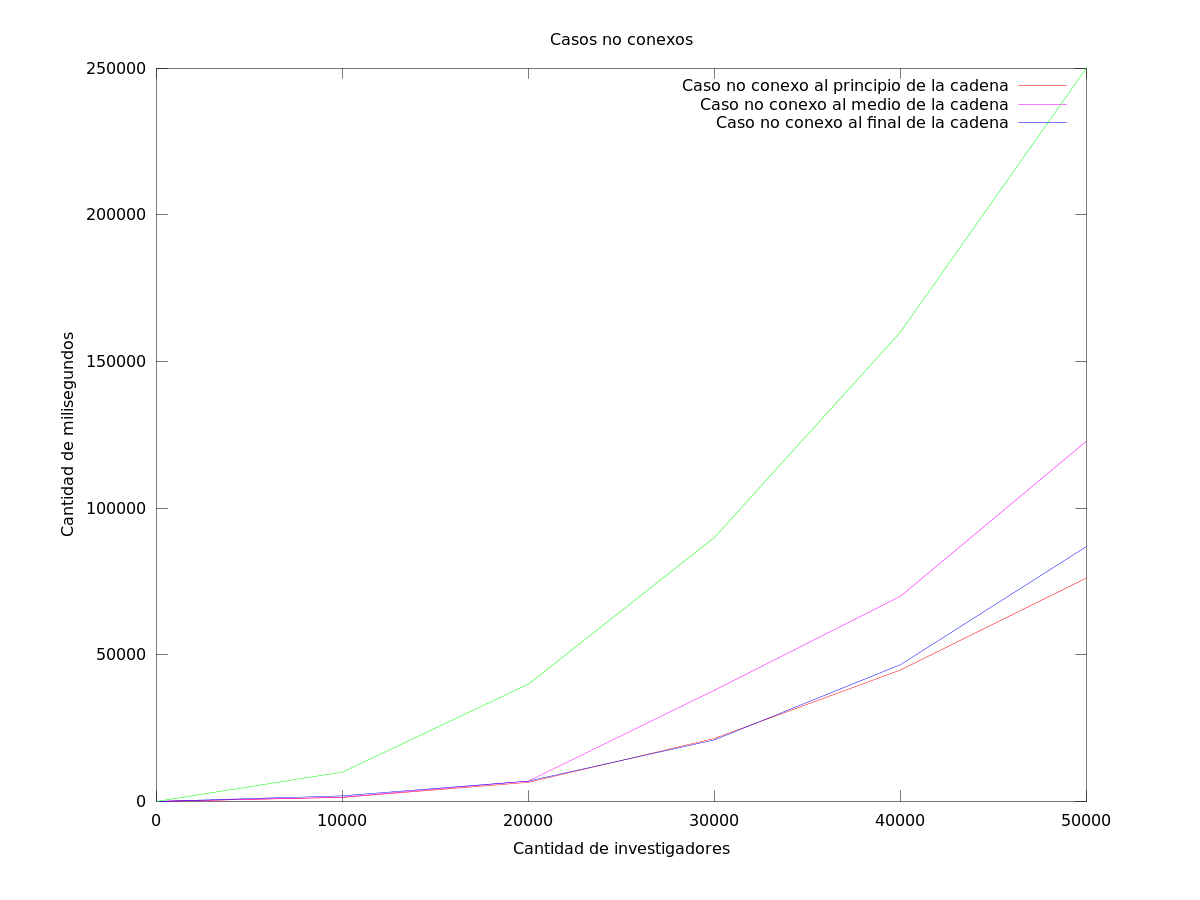 Casos no conexos
250000
200000
150000
100000
50000
0
Cantidad de milisegundos
Caso no conexo al principio de la cadena
Caso no conexo al medio de la cadena
Caso no conexo al final de la cadena
0 10000 20000 30000 40000 50000
Cantidad de investigadores